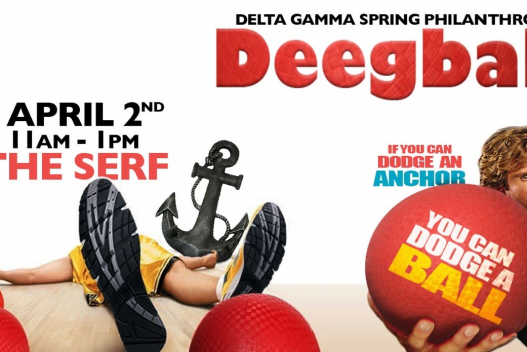 DELTA GAMMA SPRING PHILANTHRO
Deegbal
APRIL 2ND
11AM - 1PM
THE SERF
IF YOU CAN
DODGE AN
ANCHOR
YOU CAN
DODGE A
BALL